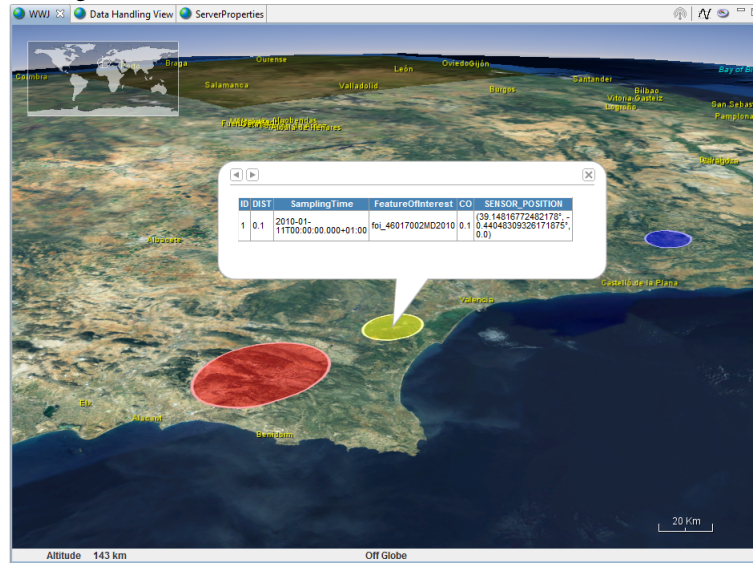 WWJ Data Handling View ServerProperties
Braga Ourense León Oviedo Gijón Santander Bay of Bi
Coimbra Salamanca Valladolid Burgos Bilbao
Vitoria-Gasteiz San Sebast
Logroño Pamplona
Alcalá de Henares
Zaragoza
ID DIST SamplingTime FeatureOfInterest CO SENSOR_POSITION
1 0.1 2010-01-11T00:00:00.000+01:00 foi_46017002MD2010 0.1 (39.14816772482178°, -0.44048309326171875°, 0.0)
Albacete
Castelló de la Plana
Valencia
Elx
Alacant
Benidorm
20 Km
Altitude 143 km Off Globe